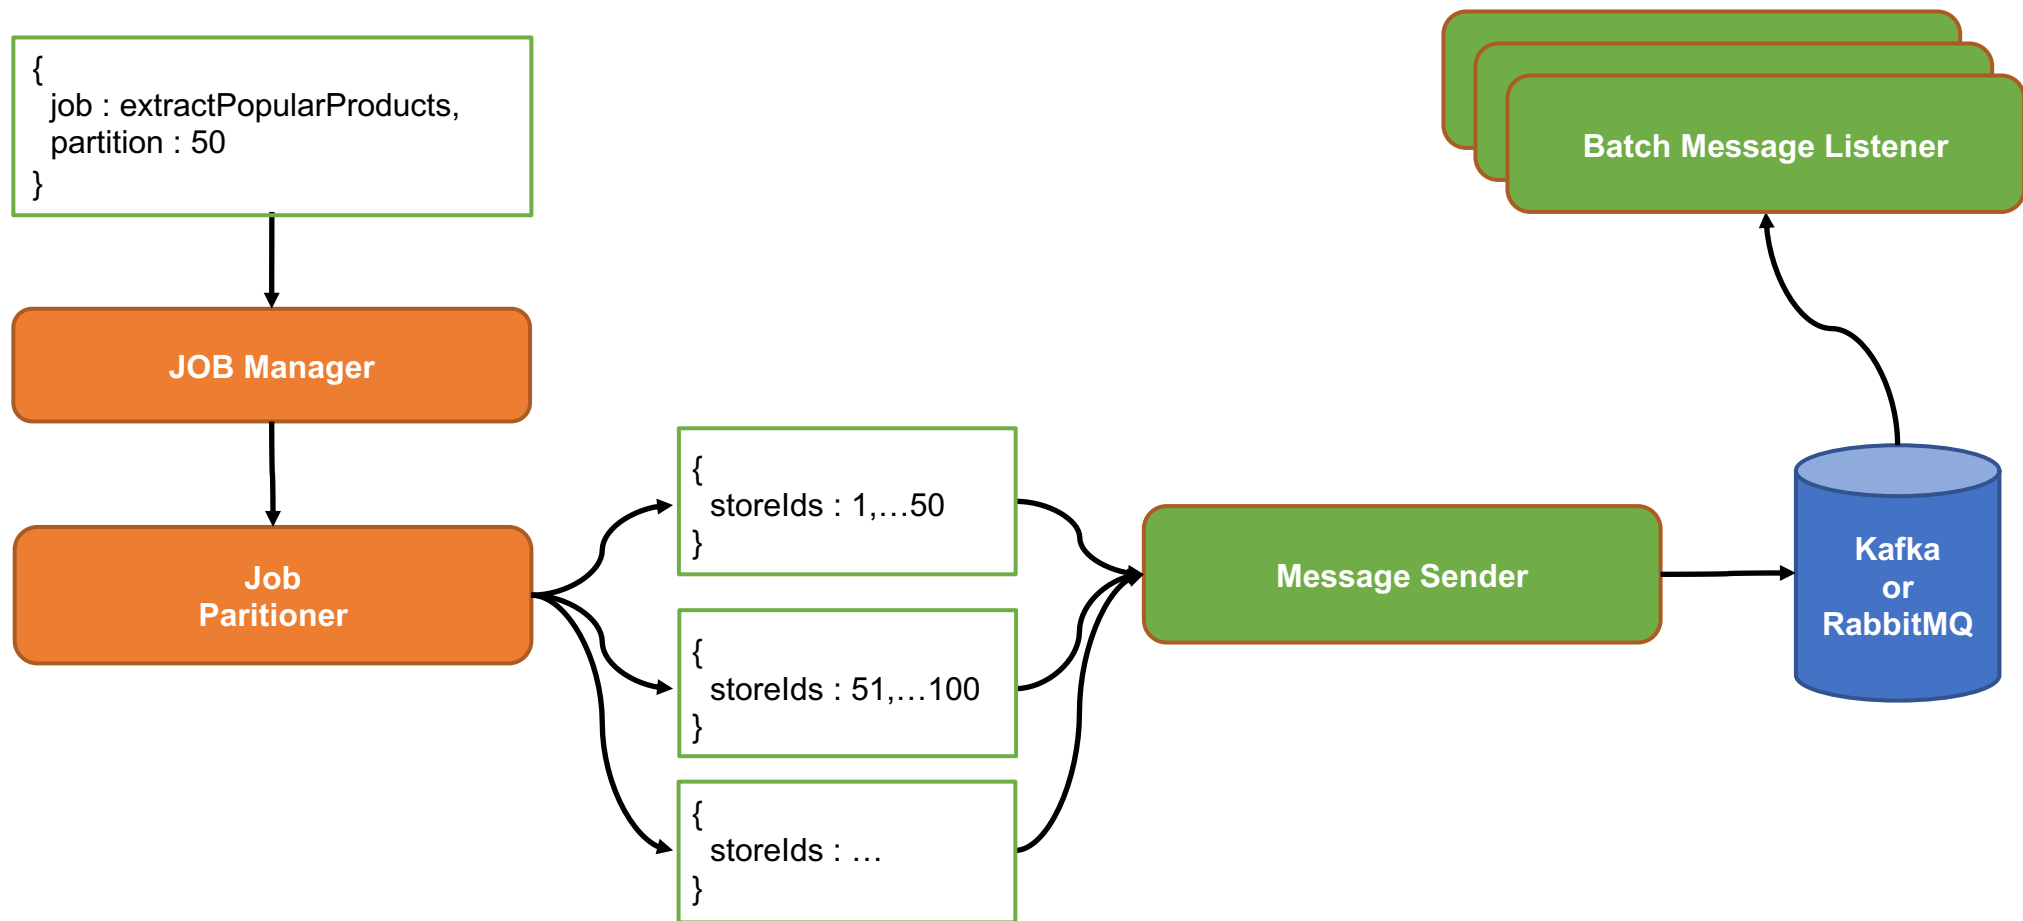 {
job : extractPopularProducts,
partition : 50
}
JOB Manager
Job
Paritioner
{
storeIds : 1,…50
}
{
storeIds : 51,…100
}
{
storeIds : …
}
Message Sender
Kafka
or
RabbitMQ
Batch Message Listener